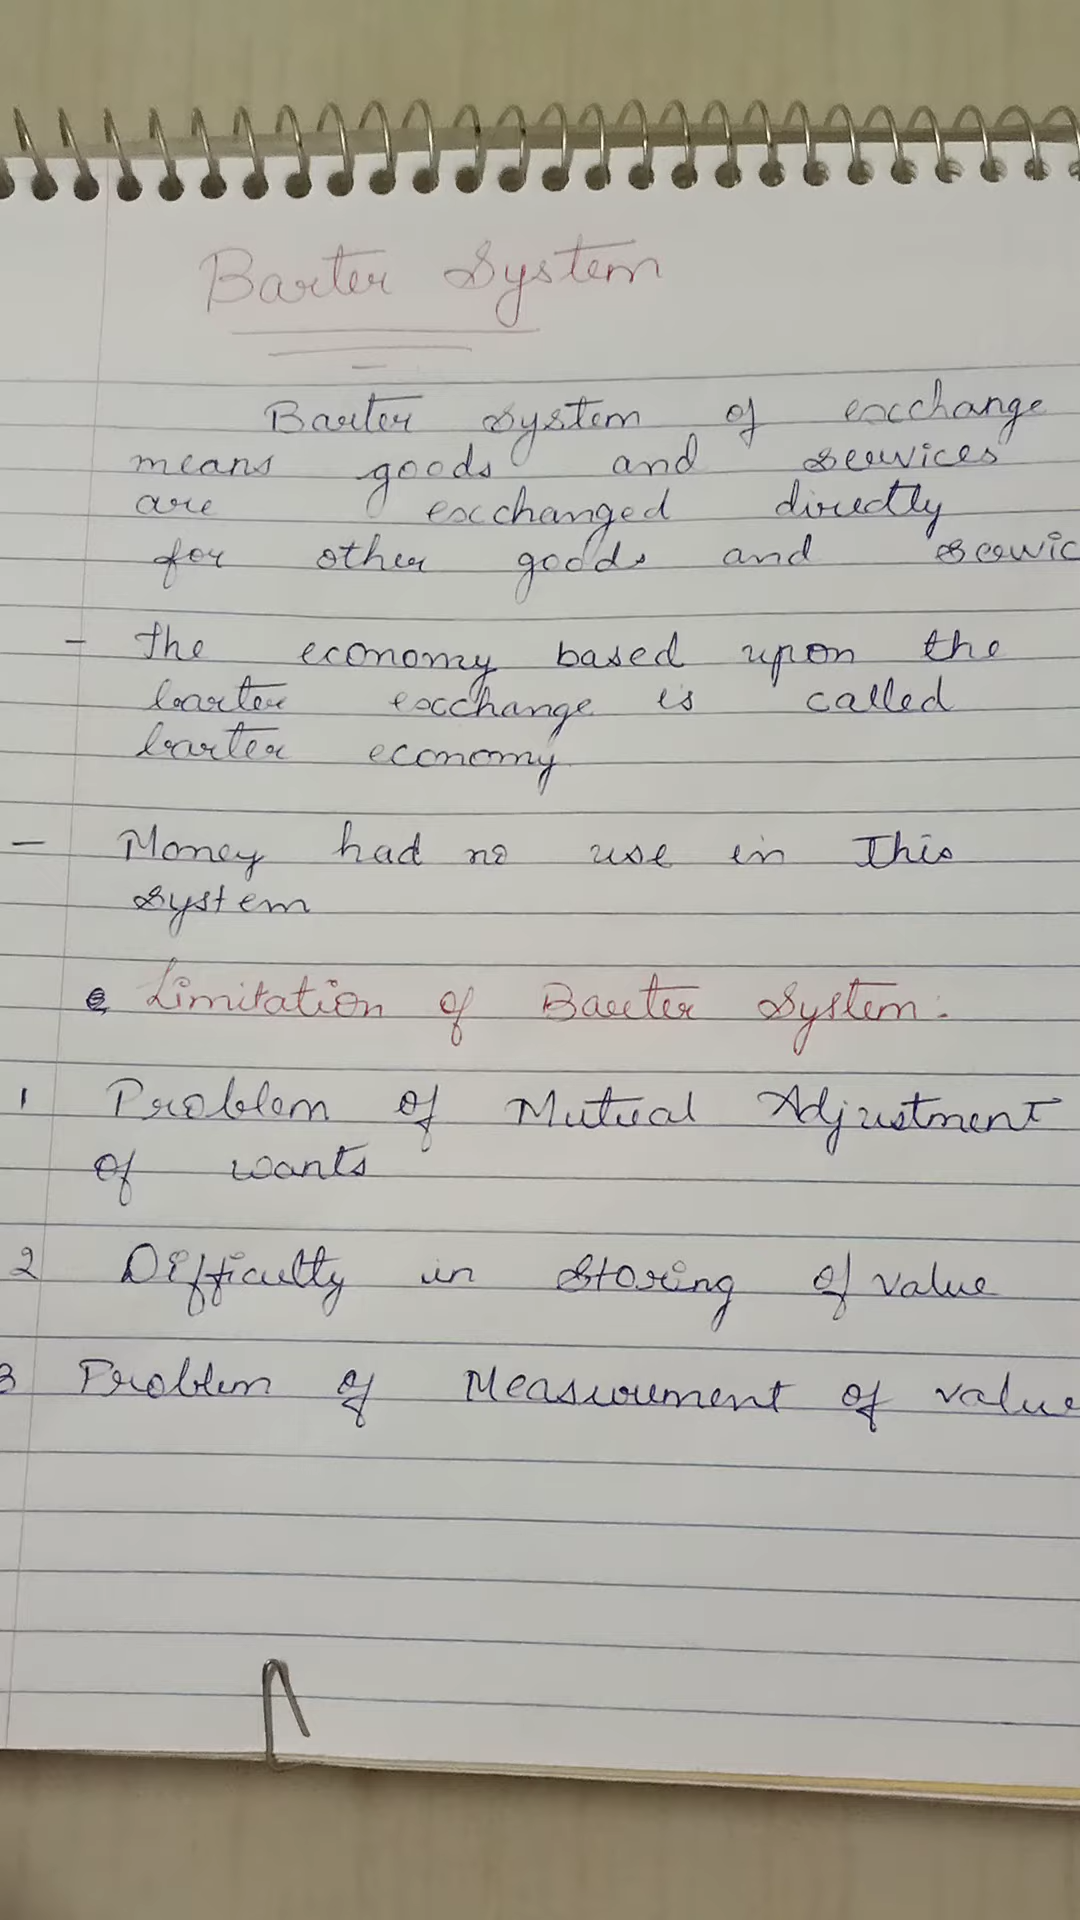 Barter System
Barter system of exchange
means goods and services
are exchanged directly
for other goods and servic
- The economy based upon the
barter exchange is called
barter economy
- Money had no use in This
system
Limitation of Barter System:
1 Problem of Mutual Adjustment
of wants
2 Difficulty in Storing of value
3 Problem of Measurement of value